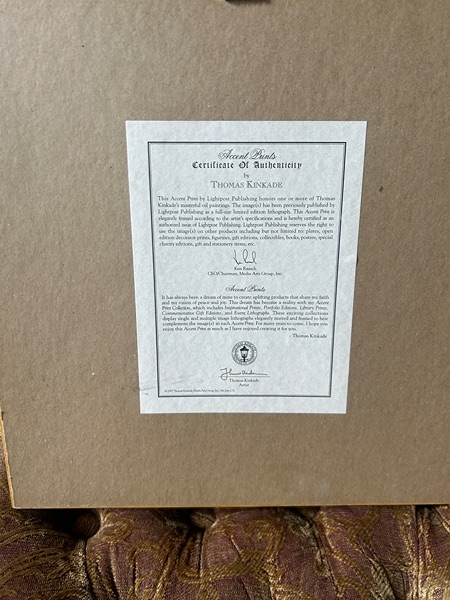 Accent Prints
Certificate Of Authenticity
by
THOMAS KINKADE
This Accent Print by Lightpost Publishing honors one or more of Thomas
Kinkade's masterful oil paintings. The image(s) has been previously published by
Lightpost Publishing as a full-size limited edition lithograph. This Accent Print is
elegantly framed according to the artist's specifications and is hereby certified as an
authorized issue of Lightpost Publishing. Lightpost Publishing reserves the right to
use the image(s) on other products including but not limited to: plates, open
edition decorator prints, figurines, gift editions, collectibles, books, posters, special
charity editions, gift and stationery items, etc.
Ken Raasch,
CEO/Chairman, Media Arts Group, Inc.
Accent Prints
It has always been a dream of mine to create uplifting products that share my faith
and my vision of peace and joy. This dream has become a reality with my Accent
Print Collection, which includes Inspirational Prints, Portfolio Editions, Library Prints,
Commemorative Gift Editions, and Event Lithographs. These exciting collections
display single and multiple image lithographs elegantly matted and framed to best
complement the image(s) in each Accent Print. For many years to come, I hope you
enjoy this Accent Print as much as I have enjoyed creating it for you.
- Thomas Kinkade
Thomas Kinkade
Artist
Media Arts Group, Inc.